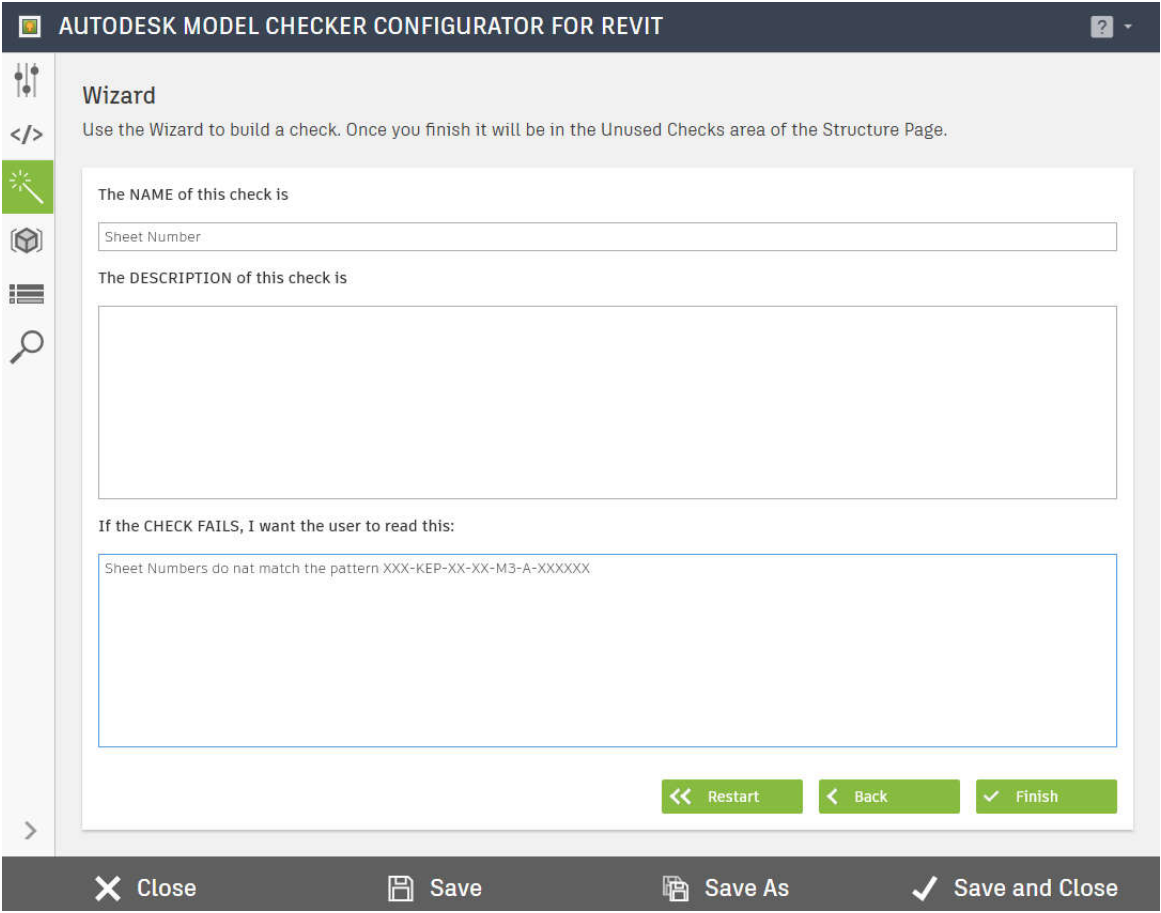 AUTODESK MODEL CHECKER CONFIGURATOR FOR REVIT
?
</>
Wizard
Use the Wizard to build a check. Once you finish it will be in the Unused Checks area of the Structure Page.
The NAME of this check is
Sheet Number
The DESCRIPTION of this check is
If the CHECK FAILS, I want the user to read this:
Sheet Numbers do nat match the pattern XXX-KEP-XX-XX-M3-A-XXXXXX
Restart Back Finish
Close Save Save As Save and Close